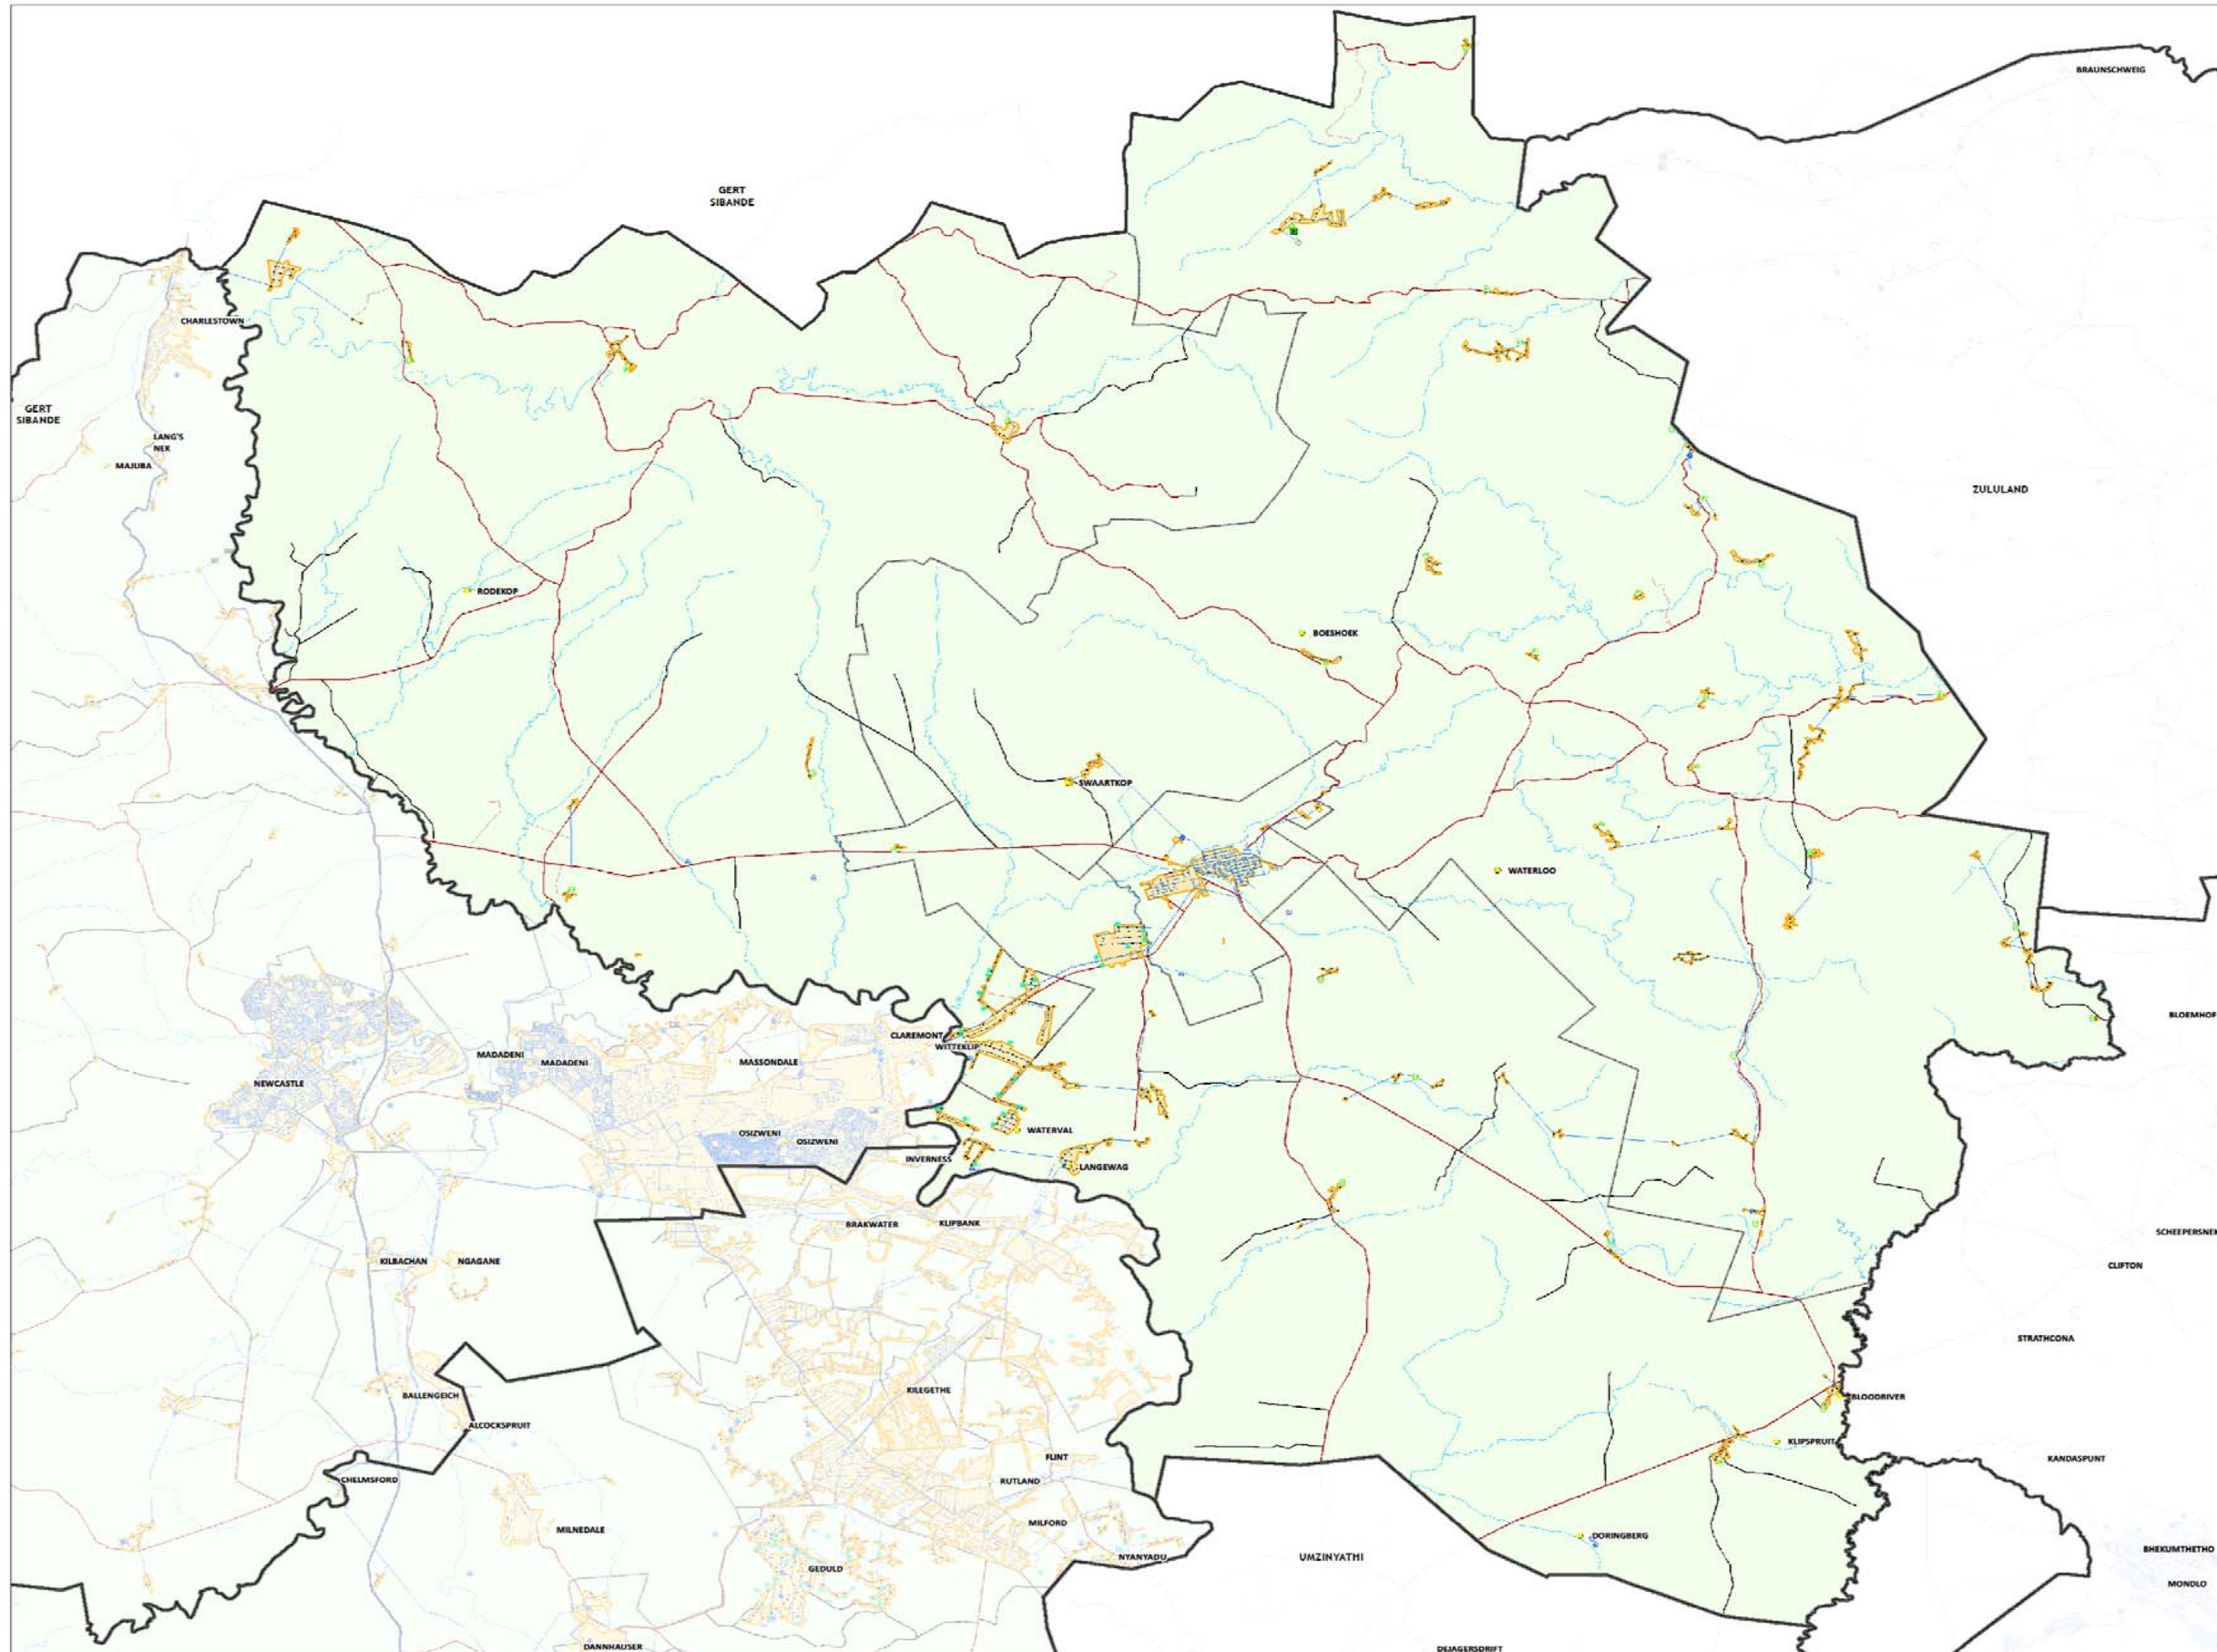 BRAUNSCHWEIG
GERT
SIBANDE
CHARLESTOWN
GERT
SIBANDE
LANG'S
NEK
MAJUBA
ZULULAND
RODEKOP
BOESHOEK
SWAARTKOP
WATERLOO
BLOEMHOF
CLAREMONT
WITTEKLIP
MADADENI
MADADENI
MASSONDALE
NEWCASTLE
OSIZWENI
OSIZWENI
WATERVAL
INVERNESS
LANGEWAG
BRAKWATER
KLIPBANK
SCHEEPERSNEK
KILBACHAN
NGAGANE
CLIFTON
STRATHCONA
KILEGETHE
BALLENGEICH
BLOODRIVER
ALCOCKSPRUIT
KLIPSPRUIT
FLINT
KANDASPUNT
CHELMSFORD
RUTLAND
MILFORD
MILNEDALE
DORINGBERG
NYANYADU
UMZINYATHI
BHEKUMTHETHO
GEDULD
MONDLO
DANNHAUSER
DEJAGERSDRIFT